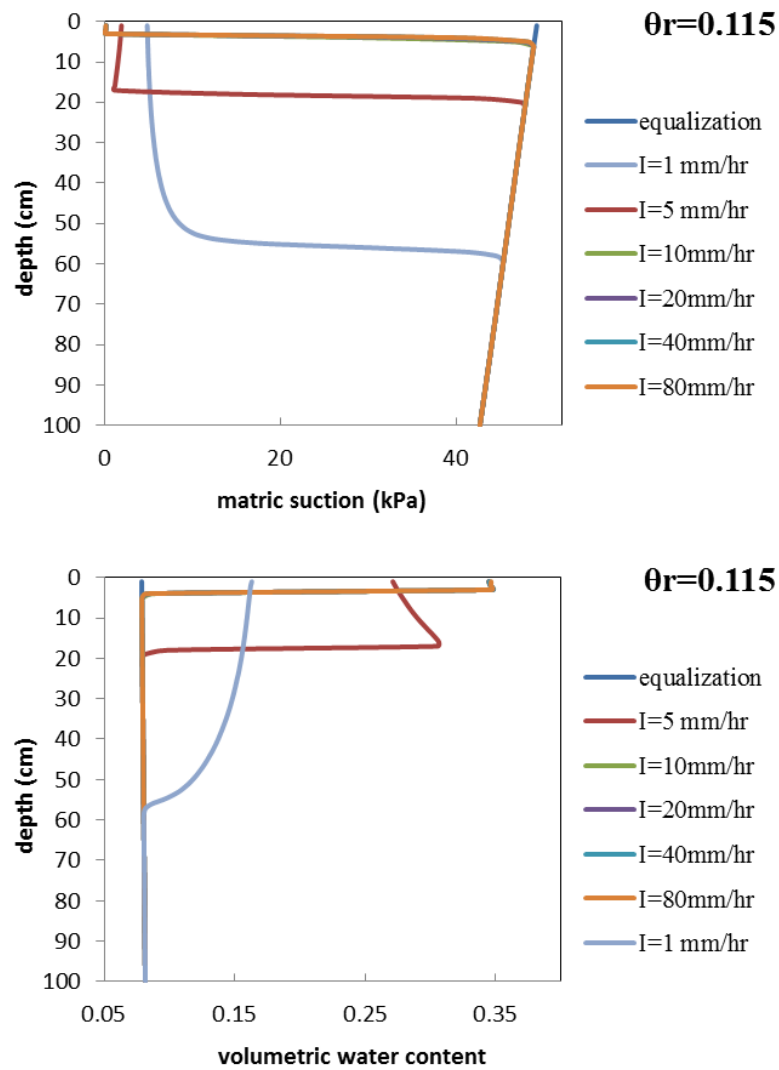 θr=0.115
0
10
20
30
40
50
60
70
80
90
100
depth (cm)
0
20
40
matric suction (kPa)
equalization
I=1 mm/hr
I=5 mm/hr
I=10mm/hr
I=20mm/hr
I=40mm/hr
I=80mm/hr
θr=0.115
0
10
20
30
40
50
60
70
80
90
100
depth (cm)
0.05
0.15
0.25
0.35
volumetric water content
equalization
I=5 mm/hr
I=10mm/hr
I=20mm/hr
I=40mm/hr
I=80mm/hr
I=1 mm/hr